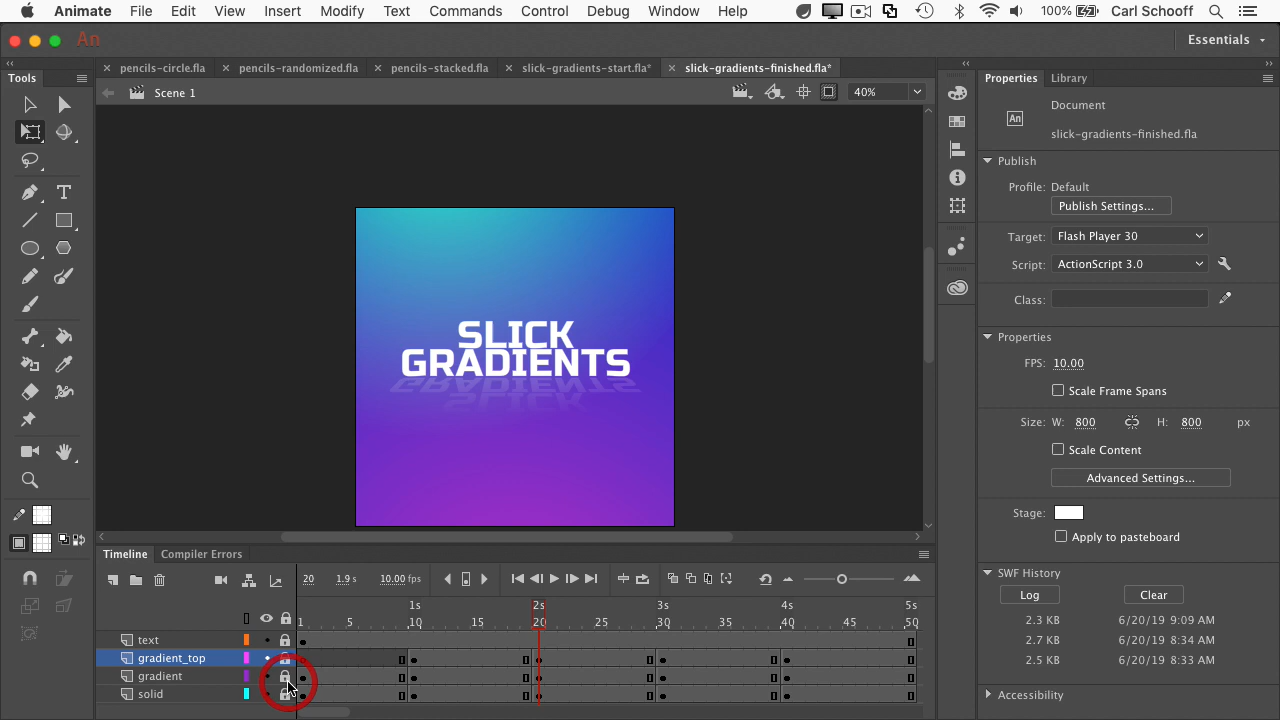 Animate File Edit View Insert Modify Text Commands Control Debug Window Help 100% Carl Schooff
An Essentials
Tools
pencils-circle.fla pencils-randomized.fla pencils-stacked.fla slick-gradients-start.fla* slick-gradients-finished.fla*
Scene 1 40%
SLICK
GRADIENTS
GRADIENTS
SLICK
Properties Library
An Document
slick-gradients-finished.fla
Publish
Profile: Default
Publish Settings...
Target: Flash Player 30
Script: ActionScript 3.0
Class:
Properties
FPS: 10.00
Scale Frame Spans
Size: W: 800 H: 800 px
Scale Content
Advanced Settings...
Stage:
Apply to pasteboard
SWF History
Log Clear
2.3 KB 6/20/19 9:09 AM
2.7 KB 6/20/19 8:34 AM
2.5 KB 6/20/19 8:33 AM
Accessibility
Timeline Compiler Errors
20 1.9 s 10.00 fps
1s 2s 3s 4s 5s
1 5 10 15 20 25 30 35 40 45 50
text
gradient_top
gradient
solid